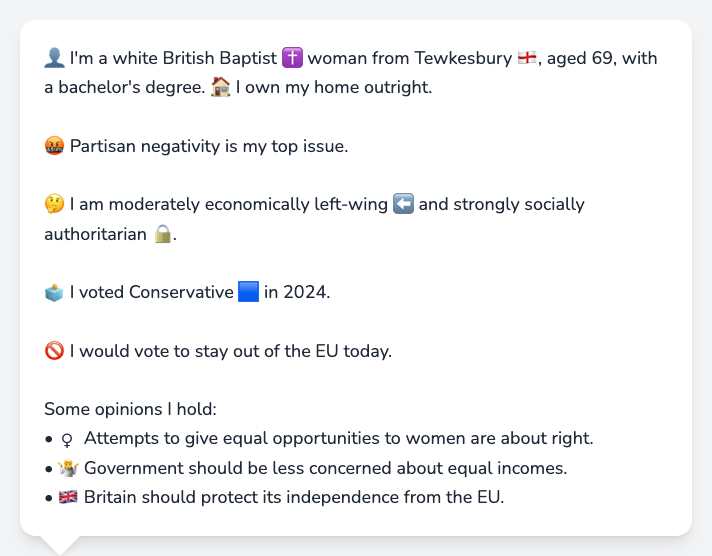 👤 I'm a white British Baptist ✝️ woman from Tewkesbury 🏴󠁧󠁢󠁥󠁮󠁧󠁿, aged 69, with
a bachelor's degree. 🏠 I own my home outright.
🤬 Partisan negativity is my top issue.
🤔 I am moderately economically left-wing ⬅️ and strongly socially
authoritarian 🔒.
🗳️ I voted Conservative 🟦 in 2024.
🚫 I would vote to stay out of the EU today.
Some opinions I hold:
• ♀ Attempts to give equal opportunities to women are about right.
• 🤷‍♀️ Government should be less concerned about equal incomes.
• 🇬🇧 Britain should protect its independence from the EU.